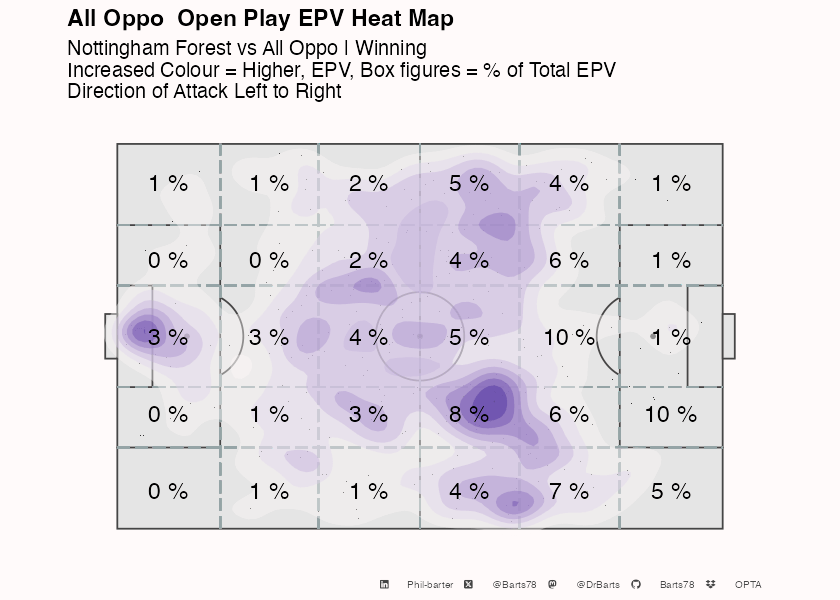 All Oppo  Open Play EPV Heat Map
Nottingham Forest vs All Oppo | Winning
Increased Colour = Higher, EPV, Box figures = % of Total EPV
Direction of Attack Left to Right
1 % 1 % 2 % 5 % 4 % 1 %
0 % 0 % 2 % 4 % 6 % 1 %
3 % 3 % 4 % 5 % 10 % 1 %
0 % 1 % 3 % 8 % 6 % 10 %
0 % 1 % 1 % 4 % 7 % 5 %
Phil-barter @Barts78 @DrBarts Barts78 OPTA